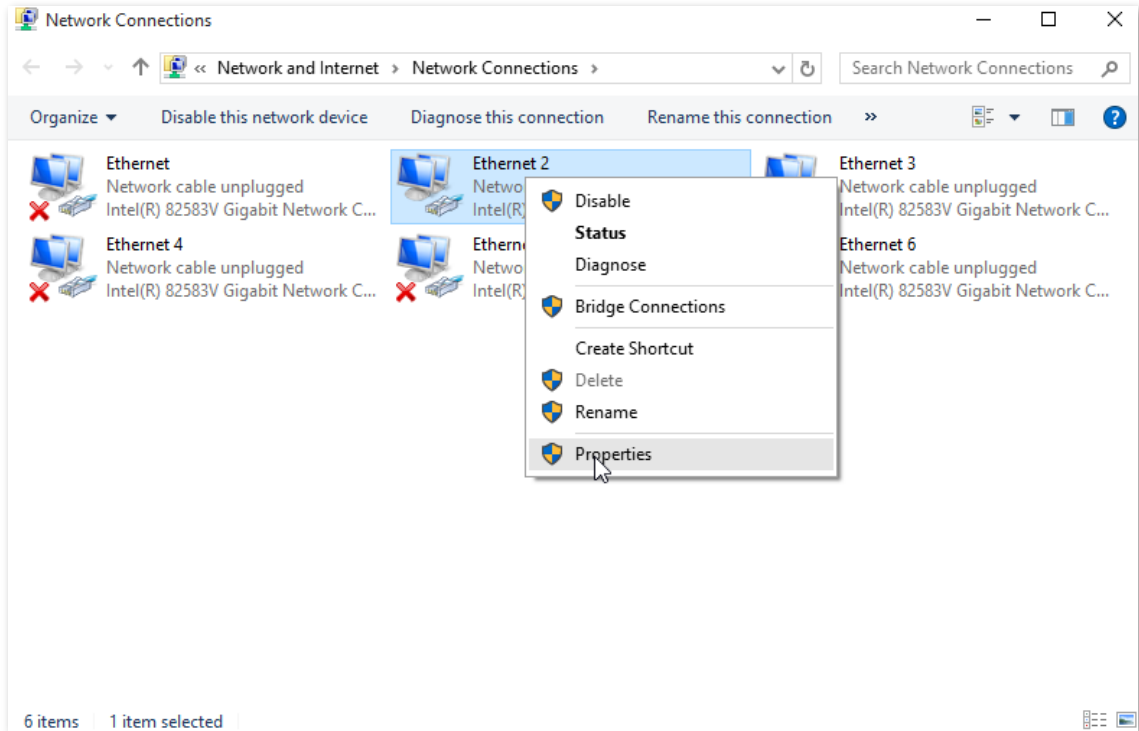 Network Connections
« Network and Internet > Network Connections >
Search Network Connections
Organize
Disable this network device
Diagnose this connection
Rename this connection
»
Ethernet
Network cable unplugged
Intel(R) 82583V Gigabit Network C...
Ethernet 2
Netwo
Intel(R)
Ethernet 3
Network cable unplugged
Intel(R) 82583V Gigabit Network C...
Ethernet 4
Network cable unplugged
Intel(R) 82583V Gigabit Network C...
Ethern
Netwo
Intel(R)
Ethernet 6
Network cable unplugged
Intel(R) 82583V Gigabit Network C...
Disable
Status
Diagnose
Bridge Connections
Create Shortcut
Delete
Rename
Properties
6 items
1 item selected